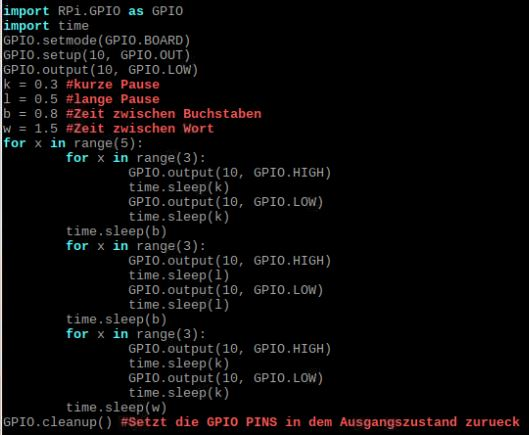 import RPi.GPIO as GPIO
import time
GPIO.setmode(GPIO.BOARD)
GPIO.setup(10, GPIO.OUT)
GPIO.output(10, GPIO.LOW)
k = 0.3 #kurze Pause
l = 0.5 #lange Pause
b = 0.8 #Zeit zwischen Buchstaben
w = 1.5 #Zeit zwischen Wort
for x in range(5):
        for x in range(3):
                GPIO.output(10, GPIO.HIGH)
                time.sleep(k)
                GPIO.output(10, GPIO.LOW)
                time.sleep(k)
        time.sleep(b)
        for x in range(3):
                GPIO.output(10, GPIO.HIGH)
                time.sleep(l)
                GPIO.output(10, GPIO.LOW)
                time.sleep(l)
        time.sleep(b)
        for x in range(3):
                GPIO.output(10, GPIO.HIGH)
                time.sleep(k)
                GPIO.output(10, GPIO.LOW)
                time.sleep(k)
        time.sleep(w)
GPIO.cleanup() #Setzt die GPIO PINS in dem Ausgangszustand zurueck